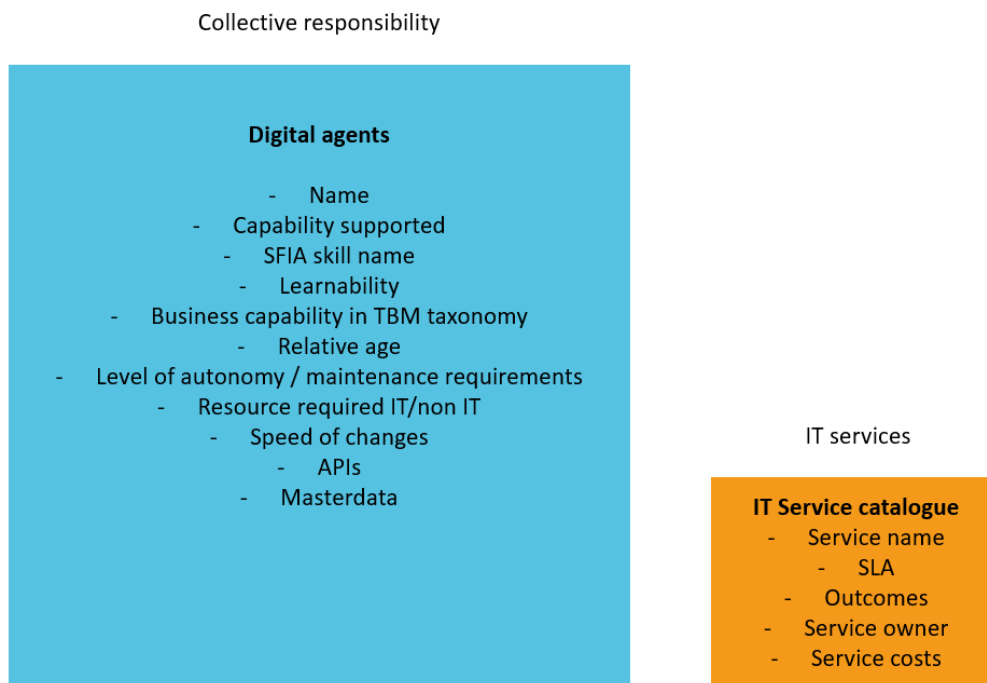 Collective responsibility
Digital agents
- Name
- Capability supported
- SFIA skill name
- Learnability
- Business capability in TBM taxonomy
- Relative age
- Level of autonomy / maintenance requirements
- Resource required IT/non IT
- Speed of changes
- APIs
- Masterdata
IT services
IT Service catalogue
- Service name
- SLA
- Outcomes
- Service owner
- Service costs